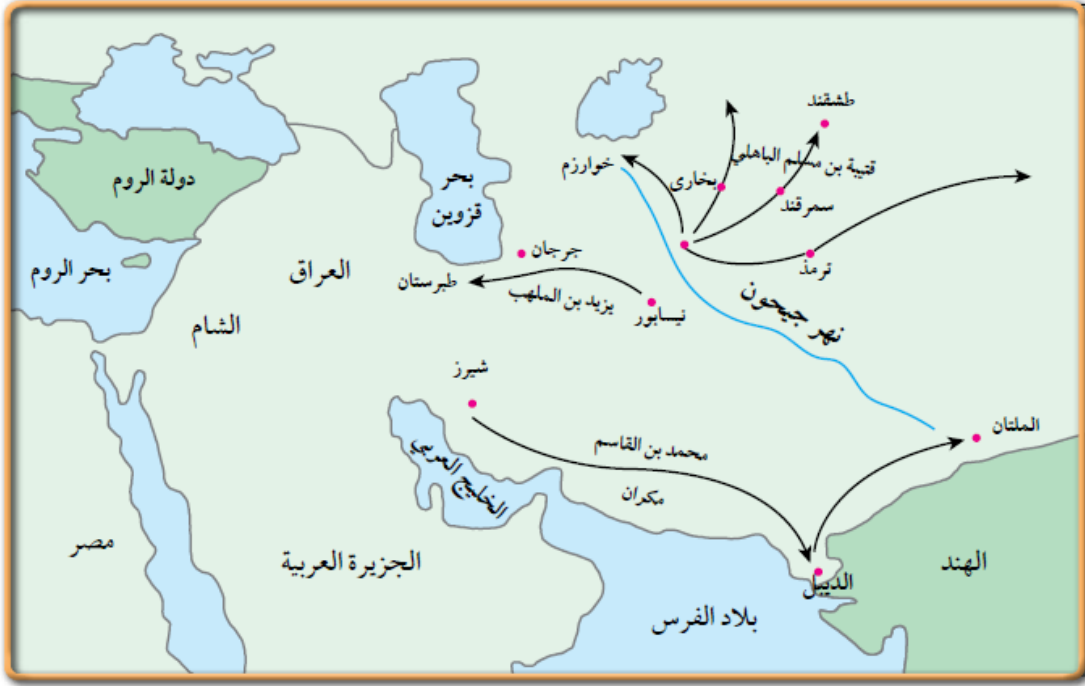 طشقند
قتيبة بن مسلم الباهلي
خوارزم
بخارى
سمرقند
ترمذ
دولة الروم
بحر
قزوين
بحر الروم
العراق
جرجان
طبرستان
يزيد بن الملهب
نيسابور
نهر جيحون
الشام
شيرز
الملتان
محمد بن القاسم
مكران
الخليج العربي
مصر
الجزيرة العربية
الديبل
الهند
بلاد الفرس